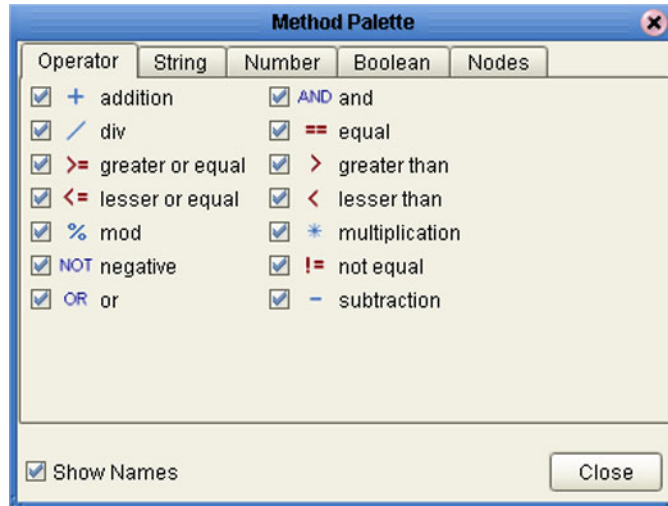 Method Palette
Operator String Number Boolean Nodes
+ addition AND and
/ div == equal
>= greater or equal > greater than
<= lesser or equal < lesser than
% mod * multiplication
NOT negative != not equal
OR or - subtraction
Show Names Close